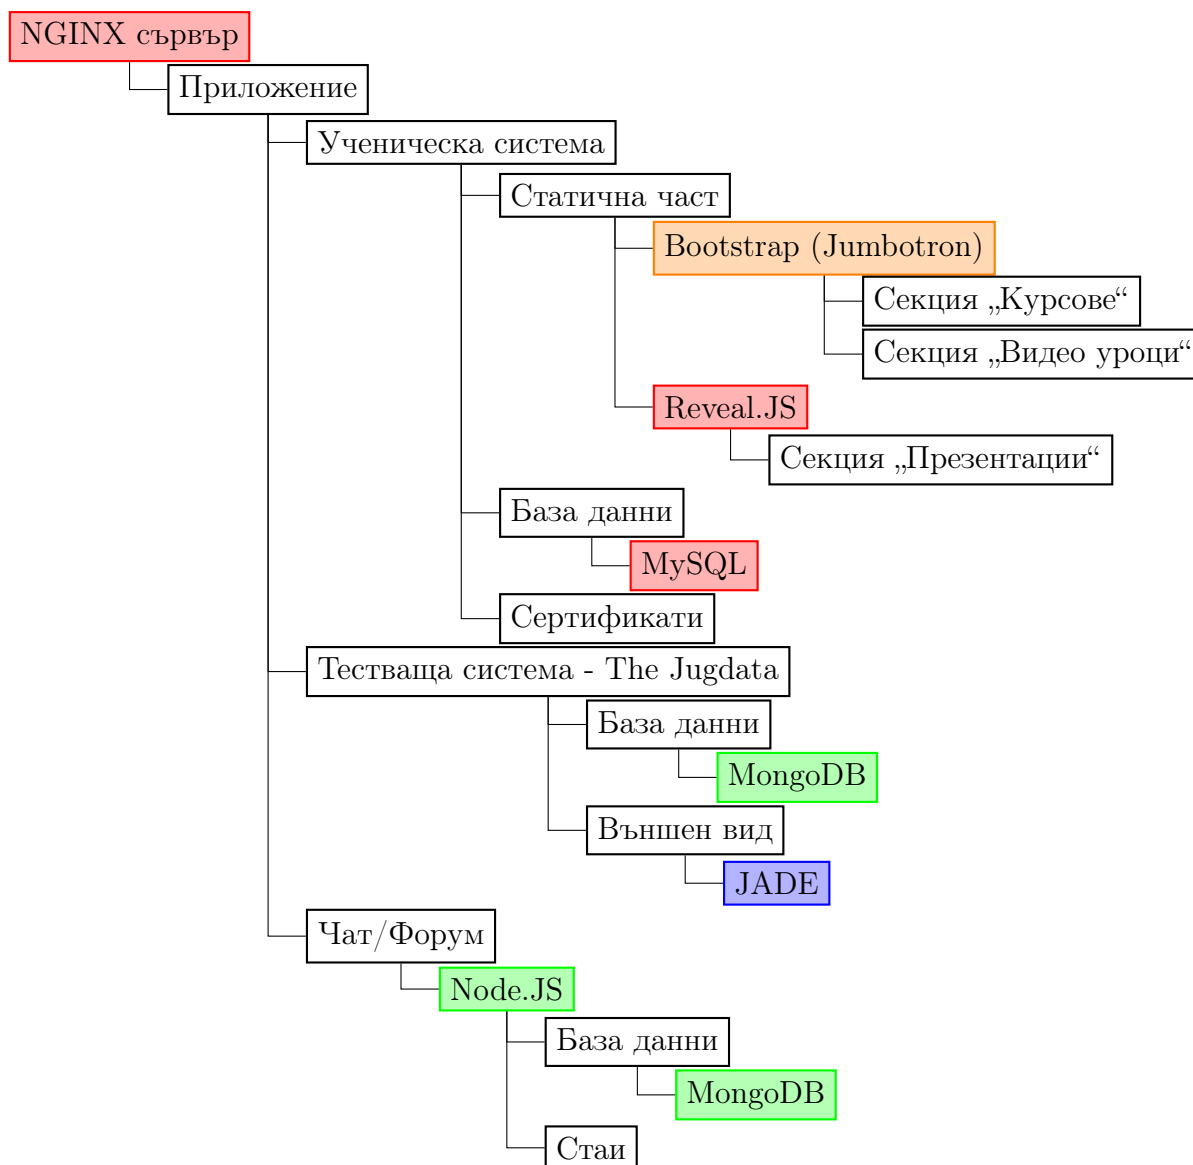 NGINX сървър
Приложение
Ученическа система
Статична част
Bootstrap (Jumbotron)
Секция „Курсове“
Секция „Видео уроци“
Reveal.JS
Секция „Презентации“
База данни
MySQL
Сертификати
Тестваща система - The Jugdata
База данни
MongoDB
Външен вид
JADE
Чат/Форум
Node.JS
База данни
MongoDB
Стаи